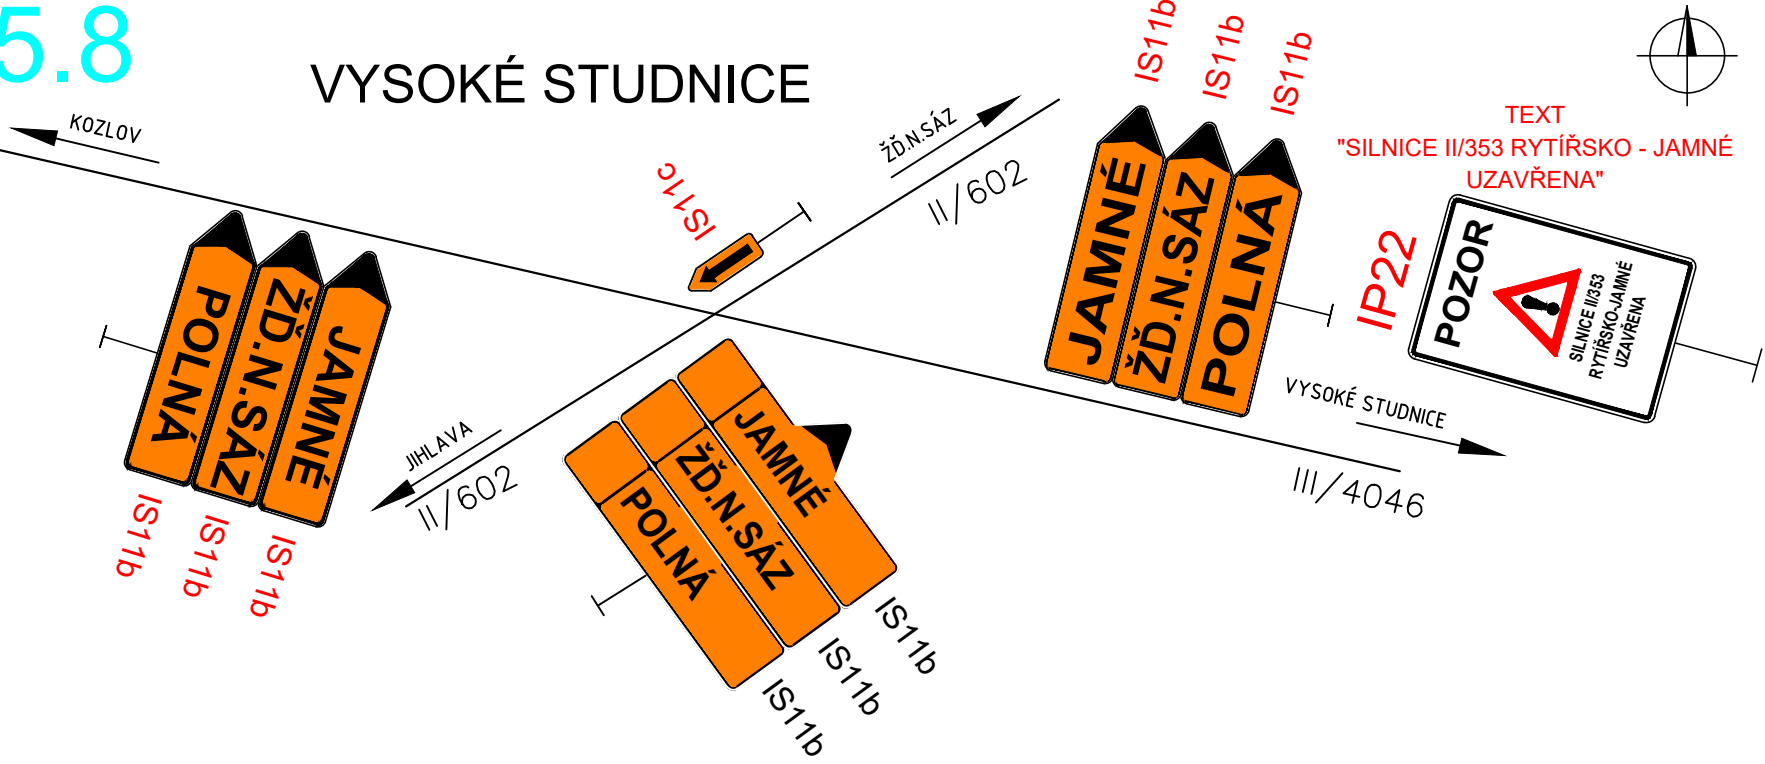 5.8
VYSOKÉ STUDNICE
KOZLOV
ŽĎ.N.SÁZ
II/602
IS11c
IS11b
IS11b
IS11b
JAMNÉ
ŽĎ.N.SÁZ
POLNÁ
TEXT
"SILNICE II/353 RYTÍŘSKO - JAMNÉ
UZAVŘENA"
IP22
POZOR
SILNICE II/353
RYTÍŘSKO-JAMNÉ
UZAVŘENA
POLNÁ
ŽĎ.N.SÁZ
JAMNÉ
IS11b
IS11b
IS11b
JIHLAVA
II/602
JAMNÉ
ŽĎ.N.SÁZ
POLNÁ
IS11b
IS11b
IS11b
VYSOKÉ STUDNICE
III/4046